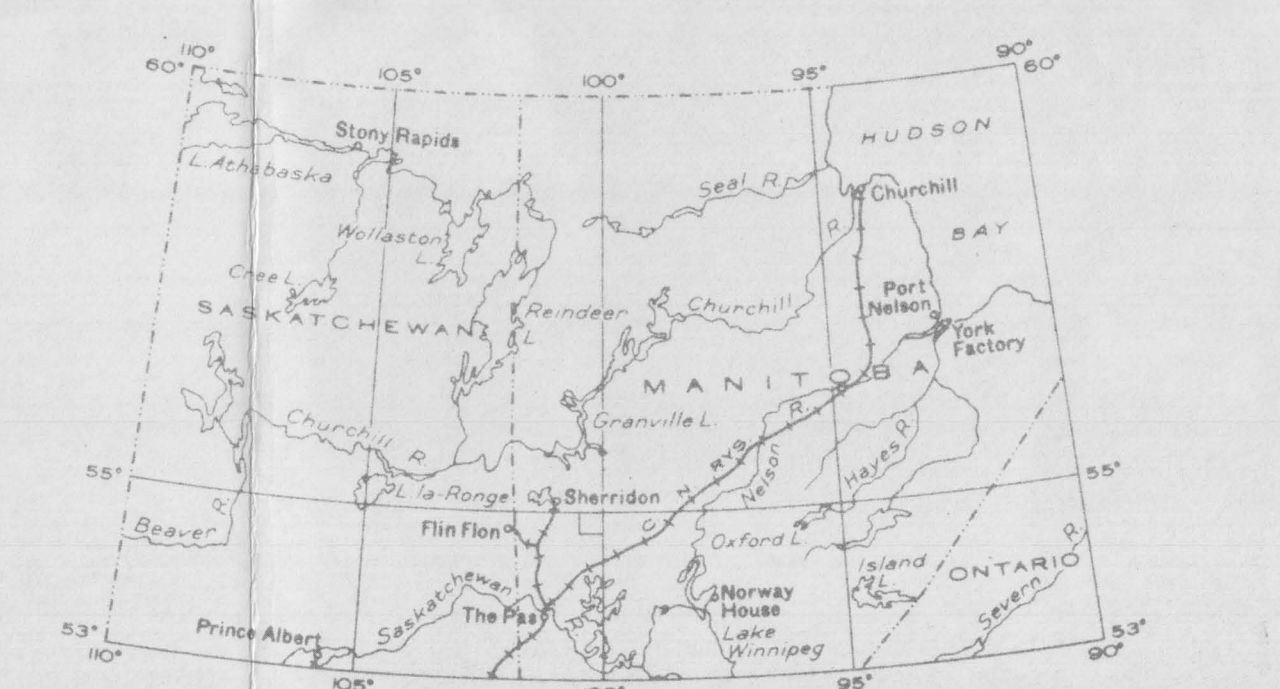 110°
60°
105°
100°
95°
90°
60°
HUDSON
BAY
Stony Rapids
L. Athabaska
Seal R.
Churchill
Wollaston
L.
R.
Cree L.
Port
Nelson
SASKATCHEWAN
Reindeer
L.
Churchill
York
Factory
MANITOBA
Granville L.
Churchill
R.
R.
Hayes R.
55°
L. la-Ronge
Sherridon
C. N. RYS.
Nelson
55°
Beaver
R.
Flin Flon
Oxford L.
Island
L.
ONTARIO
Severn
R.
Saskatchewan
The Pas
Norway
House
Lake
Winnipeg
Prince Albert
53°
110°
105°
95°
53°
90°